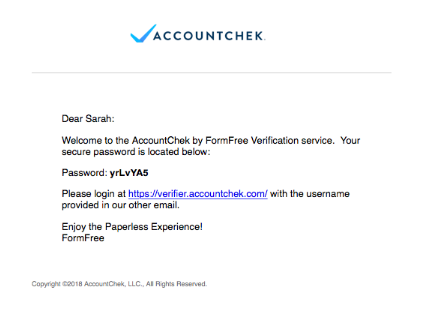 ACCOUNTCHEK.
Dear Sarah:
Welcome to the AccountChek by FormFree Verification service.  Your
secure password is located below:
Password: yrLvYA5
Please login at https://verifier.accountchek.com/ with the username
provided in our other email.
Enjoy the Paperless Experience!
FormFree
Copyright ©2018 AccountChek, LLC., All Rights Reserved.